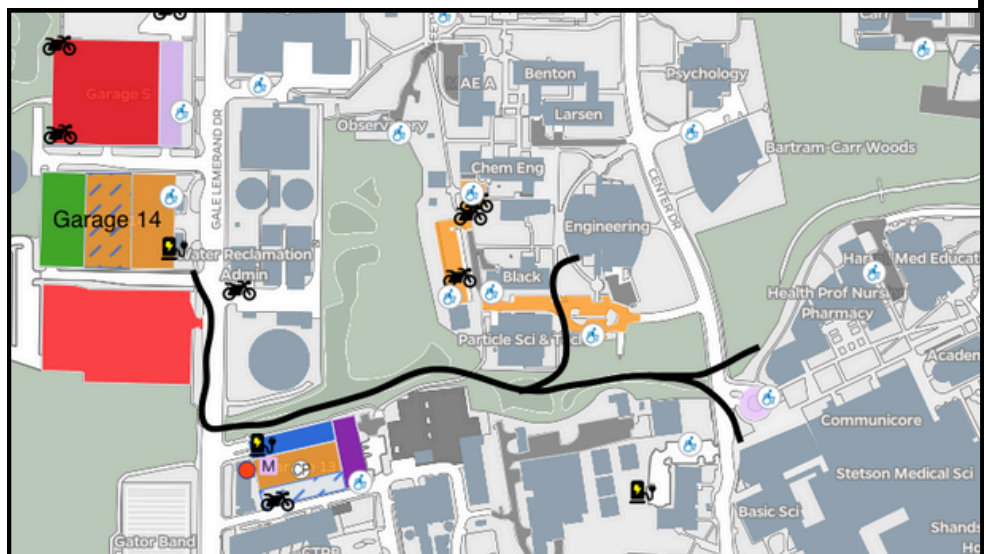 Garage 5
GALE LEMERAND DR
Garage 14
Water Reclamation
Admin
Observatory
MAE A
Benton
Larsen
Chem Eng
Psychology
Carr
Bartram-Carr Woods
CENTER DR
Engineering
Black
Particle Sci & Tech
Health Prof Nursing
Pharmacy
Communicore
Stetson Medical Sci
Basic Sci
M
Gator Band
CTRB